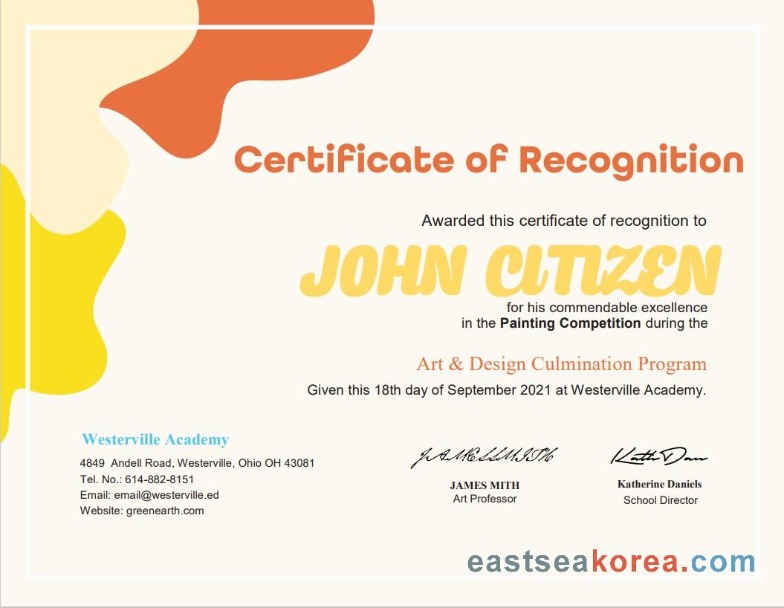 Certificate of Recognition
Awarded this certificate of recognition to
JOHN CITIZEN
for his commendable excellence
in the Painting Competition during the
Art & Design Culmination Program
Given this 18th day of September 2021 at Westerville Academy.
Westerville Academy
4849 Andell Road, Westerville, Ohio OH 43081
Tel. No.: 614-882-8151
Email: email@westerville.ed
Website: greenearth.com
JAMESSMITH
JAMES MITH
Art Professor
Katherine Daniels
School Director
eastseakorea.com